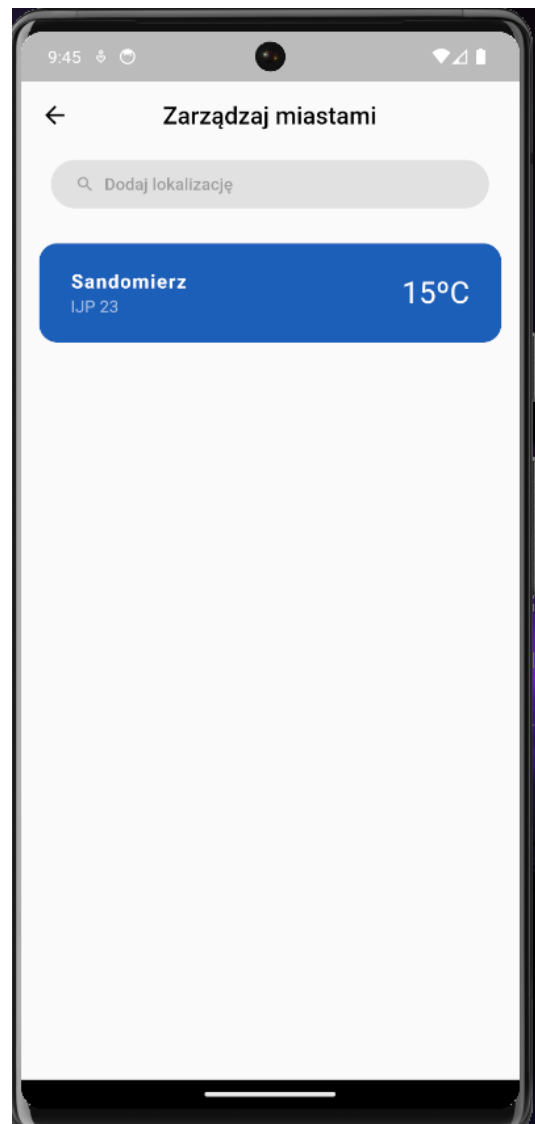 9:45
Zarządzaj miastami
Dodaj lokalizację
Sandomierz
IJP 23
15ºC